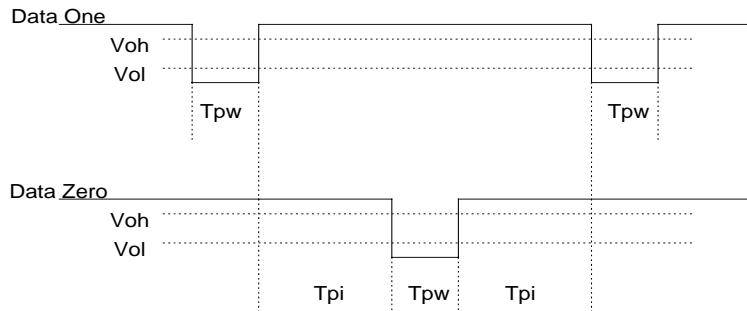 Data One
Voh
Vol
Tpw Tpw
Data Zero
Voh
Vol
Tpi Tpw Tpi